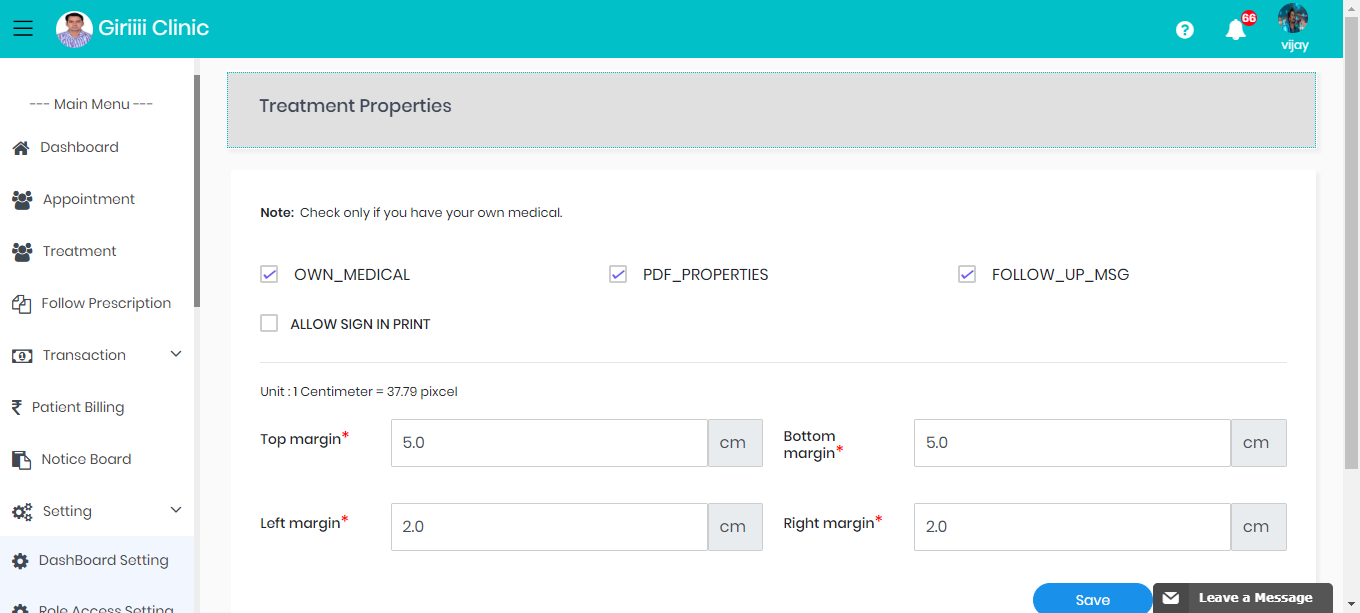 Giriiii Clinic
66
vijay
--- Main Menu ---
Dashboard
Appointment
Treatment
Follow Prescription
Transaction
Patient Billing
Notice Board
Setting
DashBoard Setting
Role Access Setting
Treatment Properties
Note: Check only if you have your own medical.
OWN_MEDICAL
PDF_PROPERTIES
FOLLOW_UP_MSG
ALLOW SIGN IN PRINT
Unit : 1 Centimeter = 37.79 pixcel
Top margin*
5.0
cm
Bottom
margin*
5.0
cm
Left margin*
2.0
cm
Right margin*
2.0
cm
Save
Leave a Message